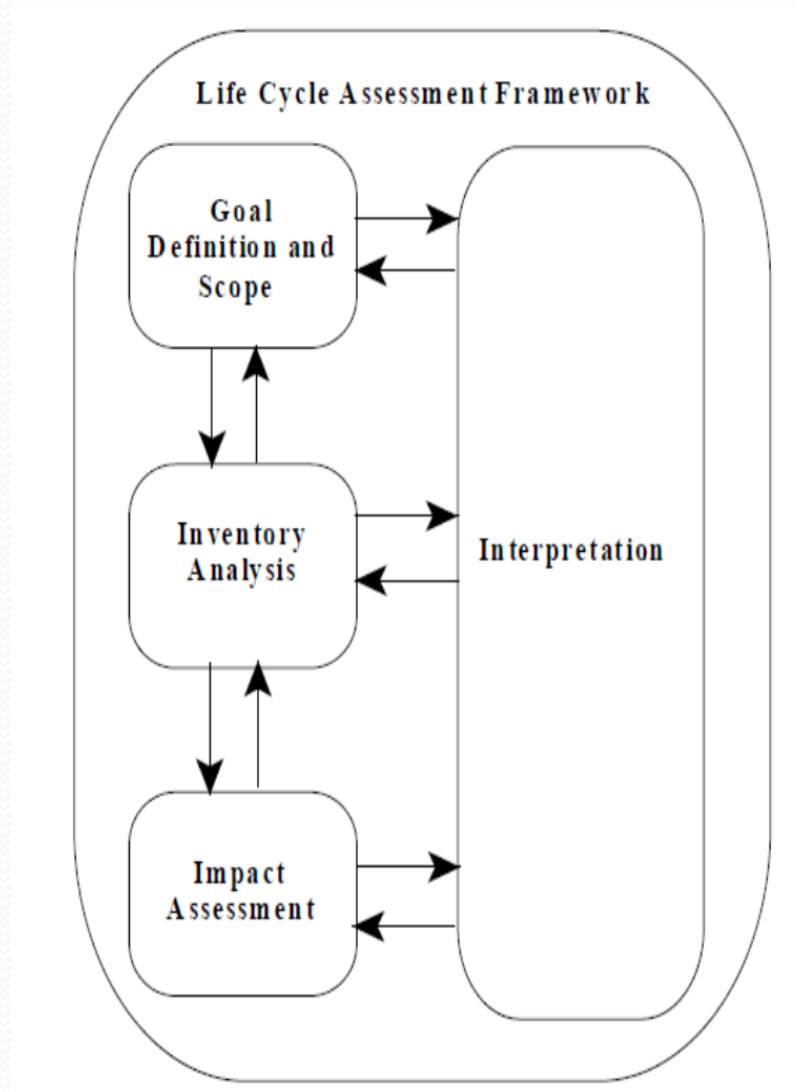 Life Cycle Assessment Framework
Goal
Definition and
Scope
Inventory
Analysis
Interpretation
Impact
Assessment